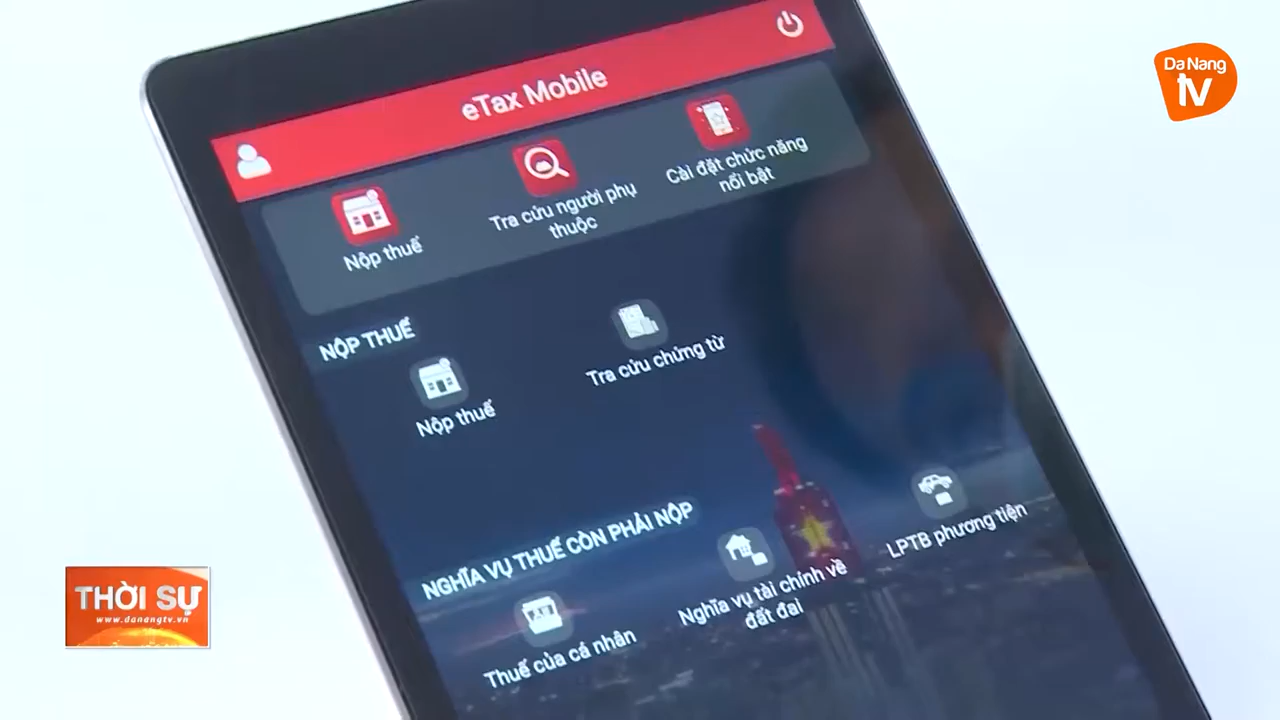 Da Nang
tv
eTax Mobile
Nộp thuế
Tra cứu người phụ
thuộc
Cài đặt chức năng
nổi bật
NỘP THUẾ
Nộp thuế
Tra cứu chứng từ
NGHĨA VỤ THUẾ CÒN PHẢI NỘP
Thuế của cá nhân
Nghĩa vụ tài chính về
đất đai
LPTB phương tiện
THỜI SỰ
www.danangtv.vn